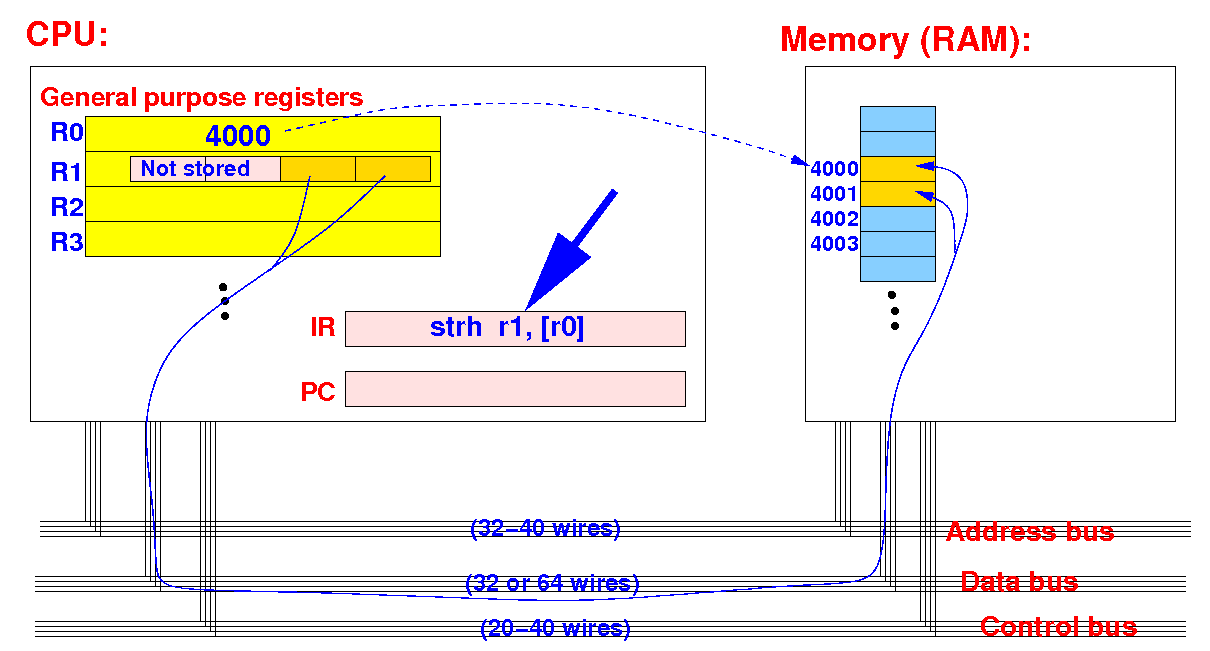 CPU:
Memory (RAM):
General purpose registers
R0 4000
R1 Not stored
R2
R3
4000
4001
4002
4003
IR strh r1, [r0]
PC
(32−40 wires) Address bus
(32 or 64 wires) Data bus
(20−40 wires) Control bus